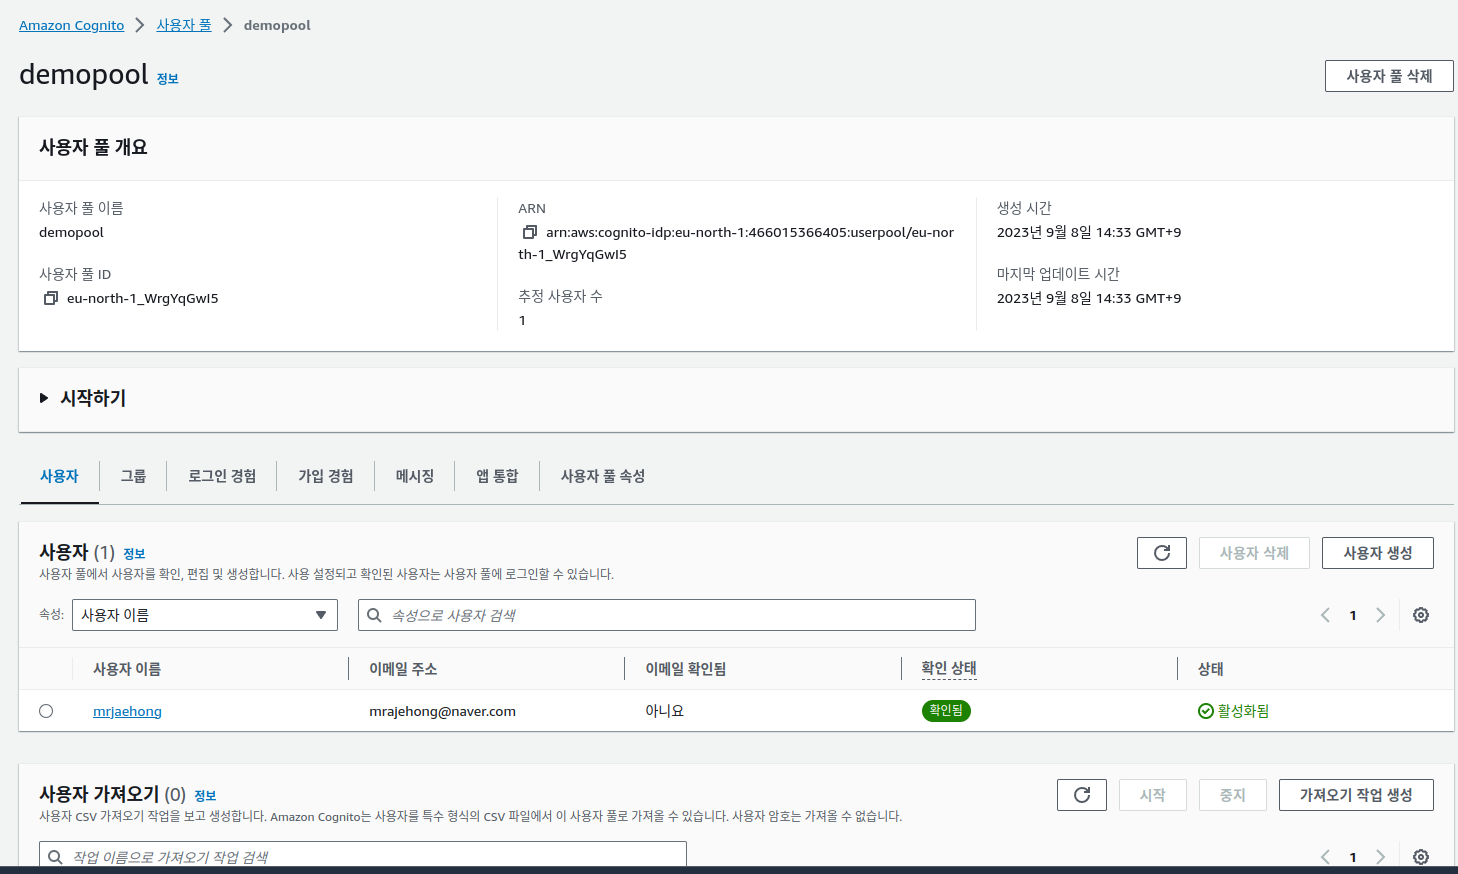 Amazon Cognito > 사용자 풀 > demopool
demopool 정보
사용자 풀 삭제
사용자 풀 개요
사용자 풀 이름
demopool
사용자 풀 ID
eu-north-1_WrgYqGwI5
ARN
arn:aws:cognito-idp:eu-north-1:466015366405:userpool/eu-nor
th-1_WrgYqGwI5
추정 사용자 수
1
생성 시간
2023년 9월 8일 14:33 GMT+9
마지막 업데이트 시간
2023년 9월 8일 14:33 GMT+9
시작하기
사용자 그룹 로그인 경험 가입 경험 메시징 앱 통합 사용자 풀 속성
사용자 (1) 정보
사용자 풀에서 사용자를 확인, 편집 및 생성합니다. 사용 설정되고 확인된 사용자는 사용자 풀에 로그인할 수 있습니다.
사용자 삭제 사용자 생성
속성: 사용자 이름 속성으로 사용자 검색 1
사용자 이름 이메일 주소 이메일 확인됨 확인 상태 상태
mrjaehong mrajehong@naver.com 아니요 확인됨 활성화됨
사용자 가져오기 (0) 정보
사용자 CSV 가져오기 작업을 보고 생성합니다. Amazon Cognito는 사용자를 특수 형식의 CSV 파일에서 이 사용자 풀로 가져올 수 있습니다. 사용자 암호는 가져올 수 없습니다.
시작 중지 가져오기 작업 생성
작업 이름으로 가져오기 작업 검색 1